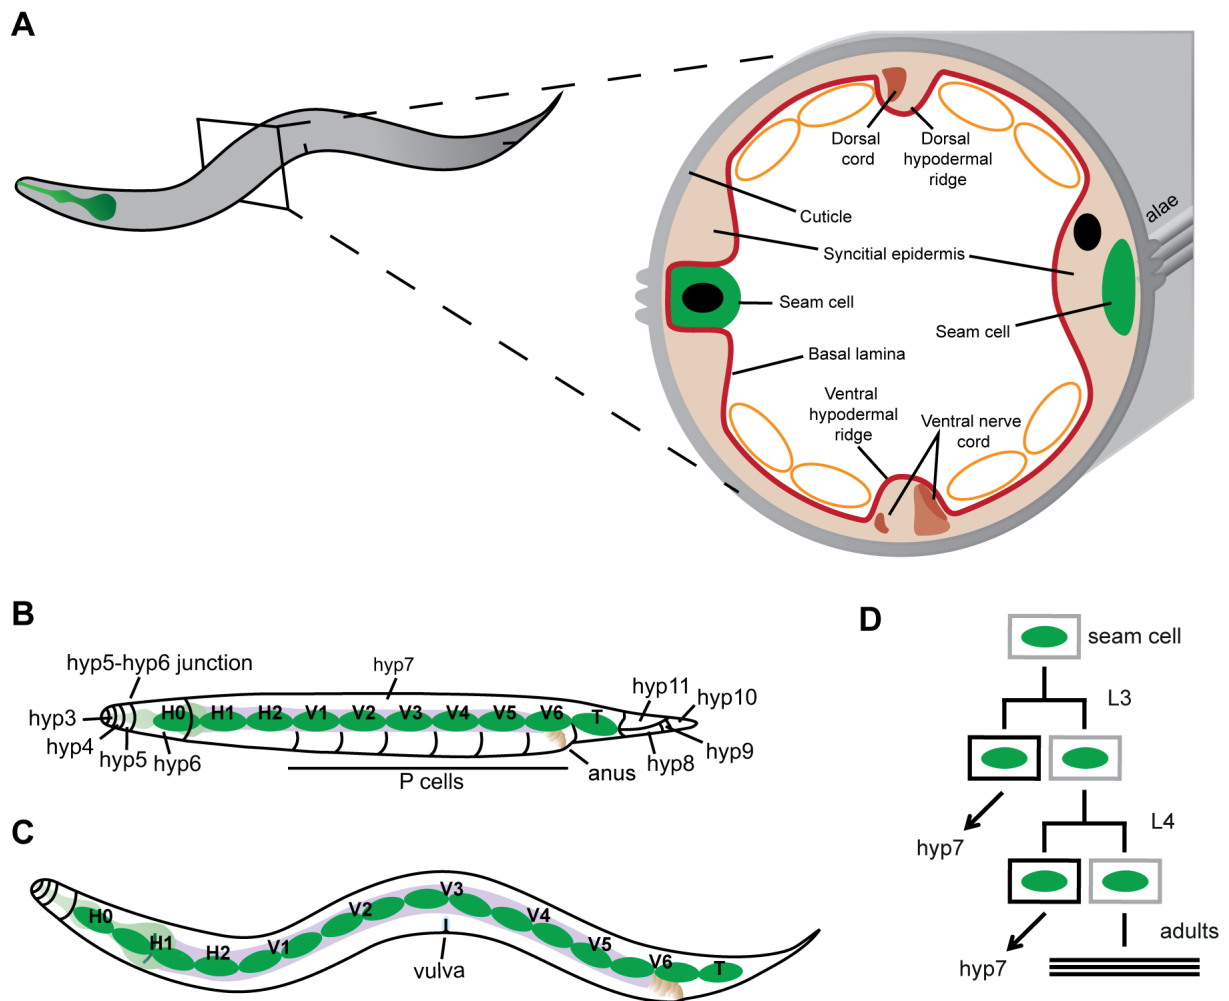 A
Dorsal
cord
Dorsal
hypodermal
ridge
alae
Cuticle
Syncitial epidermis
Seam cell
Seam cell
Basal lamina
Ventral
hypodermal
ridge
Ventral nerve
cord
B
hyp5-hyp6 junction
hyp7
hyp11
hyp10
hyp3
hyp4
hyp5
hyp6
H0
H1
H2
V1
V2
V3
V4
V5
V6
T
hyp9
hyp8
anus
P cells
C
H0
H1
H2
V1
V2
V3
V4
V5
V6
T
vulva
D
seam cell
L3
hyp7
L4
hyp7
adults